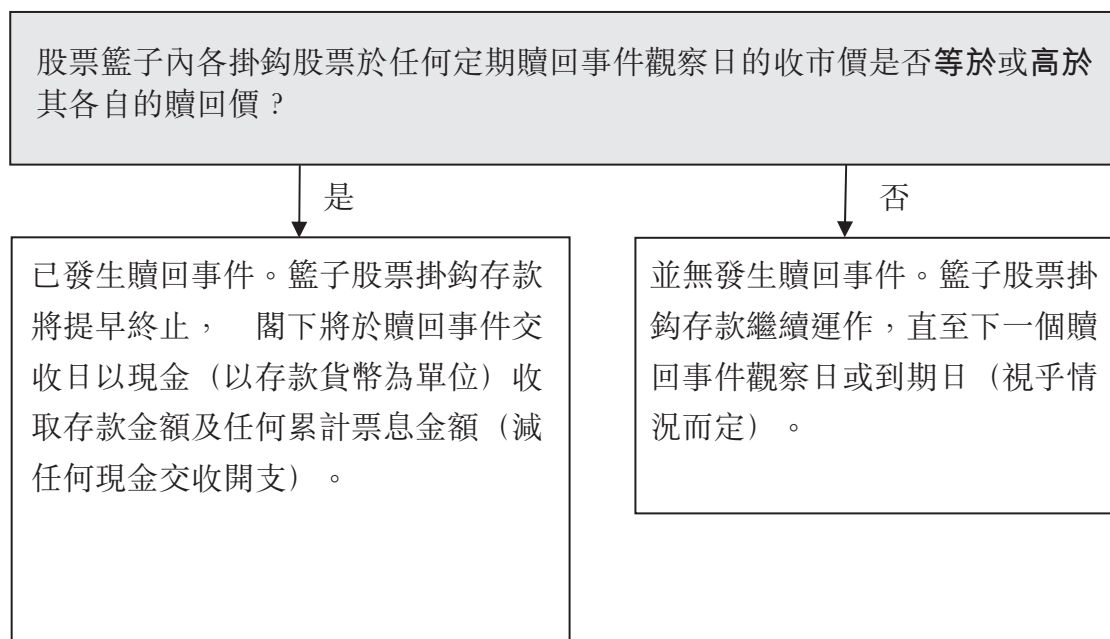 股票籃子內各掛鈎股票於任何定期贖回事件觀察日的收市價是否等於或高於
其各自的贖回價？
是
否
已發生贖回事件。籃子股票掛鈎存款
將提早終止，　閣下將於贖回事件交
收日以現金（以存款貨幣為單位）收
取存款金額及任何累計票息金額（減
任何現金交收開支）。
並無發生贖回事件。籃子股票掛
鈎存款繼續運作，直至下一個贖
回事件觀察日或到期日（視乎情
況而定）。